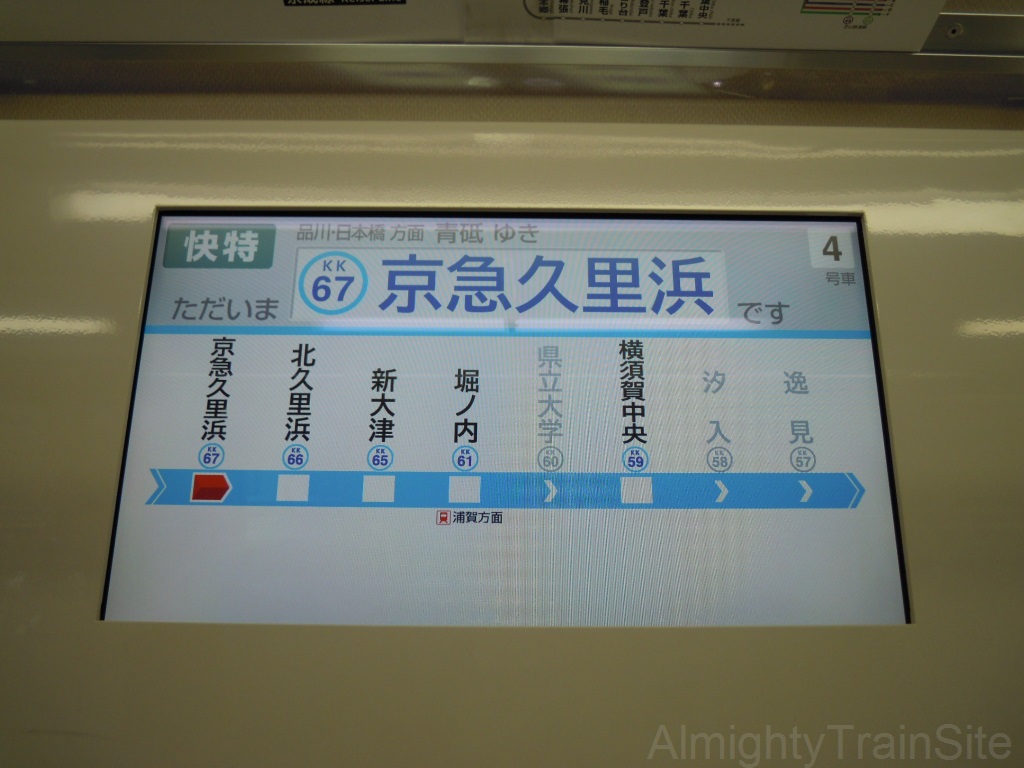 快特
品川・日本橋 方面 青砥 ゆき
4
号車
ただいま
KK
67
京急久里浜
です
京急久里浜
KK
67
北久里浜
KK
66
新大津
KK
65
堀ノ内
KK
61
県立大学
KK
60
横須賀中央
KK
59
汐入
KK
58
逸見
KK
57
浦賀方面
AlmightyTrainSite